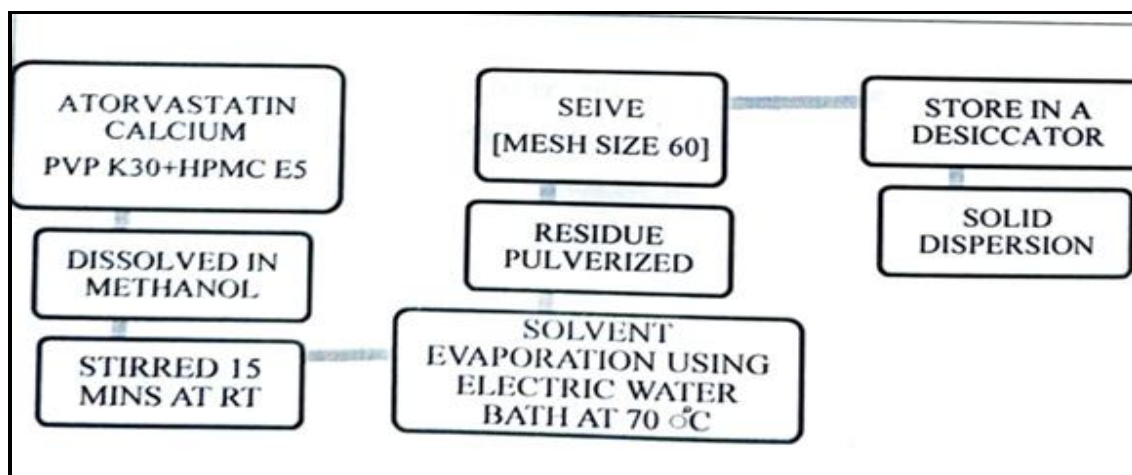 ATORVASTATIN
CALCIUM
PVP K30+HPMC E5
DISSOLVED IN
METHANOL
STIRRED 15
MINS AT RT
SOLVENT
EVAPORATION USING
ELECTRIC WATER
BATH AT 70 °C
RESIDUE
PULVERIZED
SEIVE
[MESH SIZE 60]
STORE IN A
DESICCATOR
SOLID
DISPERSION